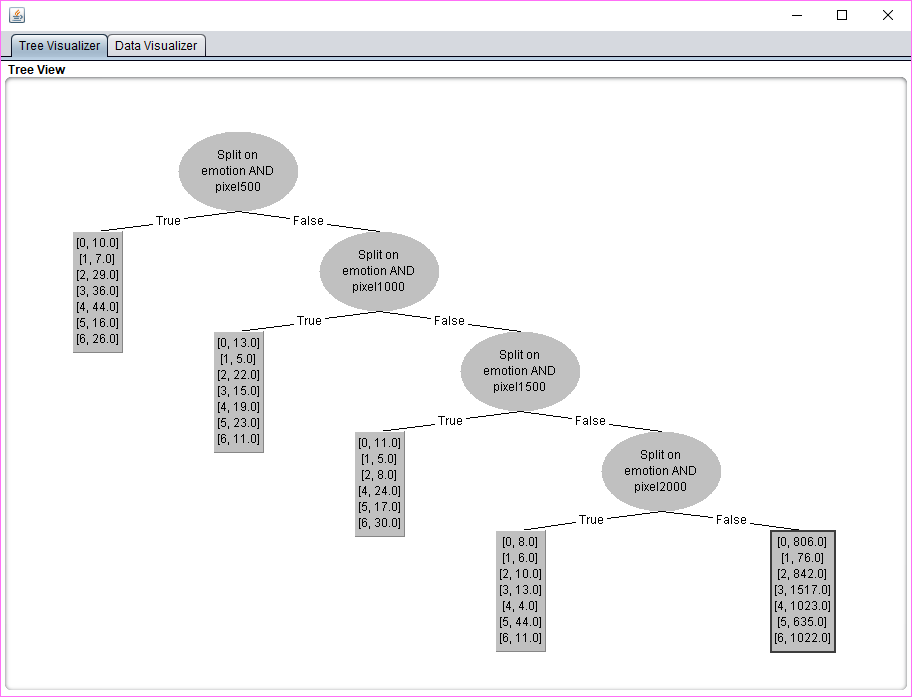 Tree Visualizer
Data Visualizer
Tree View
Split on
emotion AND
pixel500
True
False
[0, 10.0]
[1, 7.0]
[2, 29.0]
[3, 36.0]
[4, 44.0]
[5, 16.0]
[6, 26.0]
Split on
emotion AND
pixel1000
True
False
[0, 13.0]
[1, 5.0]
[2, 22.0]
[3, 15.0]
[4, 19.0]
[5, 23.0]
[6, 11.0]
Split on
emotion AND
pixel1500
True
False
[0, 11.0]
[1, 5.0]
[2, 8.0]
[4, 24.0]
[5, 17.0]
[6, 30.0]
Split on
emotion AND
pixel2000
True
False
[0, 8.0]
[1, 6.0]
[2, 10.0]
[3, 13.0]
[4, 4.0]
[5, 44.0]
[6, 11.0]
[0, 806.0]
[1, 76.0]
[2, 842.0]
[3, 1517.0]
[4, 1023.0]
[5, 635.0]
[6, 1022.0]